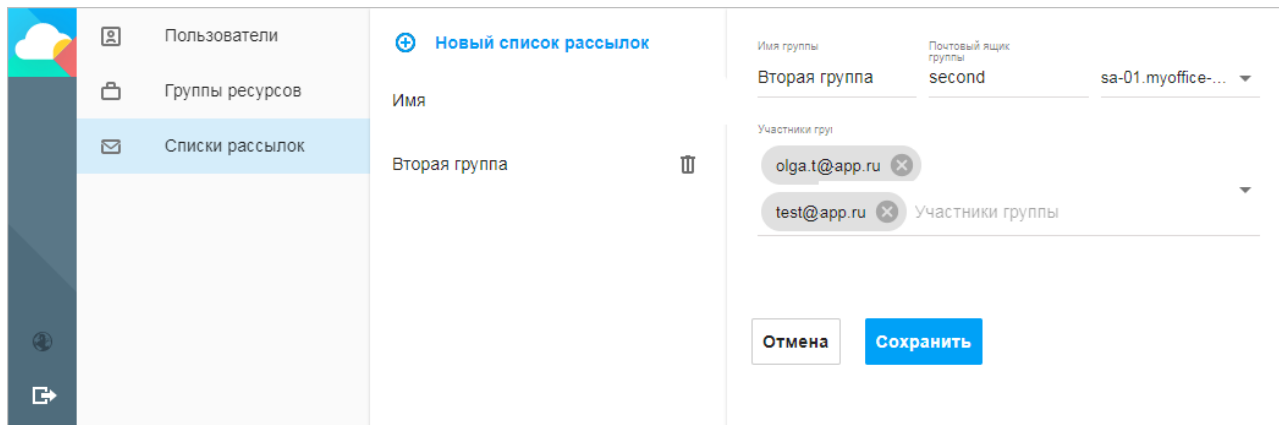 Пользователи
Группы ресурсов
Списки рассылок
Новый список рассылок
Имя
Вторая группа
Имя группы
Вторая группа
Почтовый ящик
группы
second
sa-01.myoffice-...
Участники груг
olga.t@app.ru
test@app.ru
Участники группы
Отмена
Сохранить